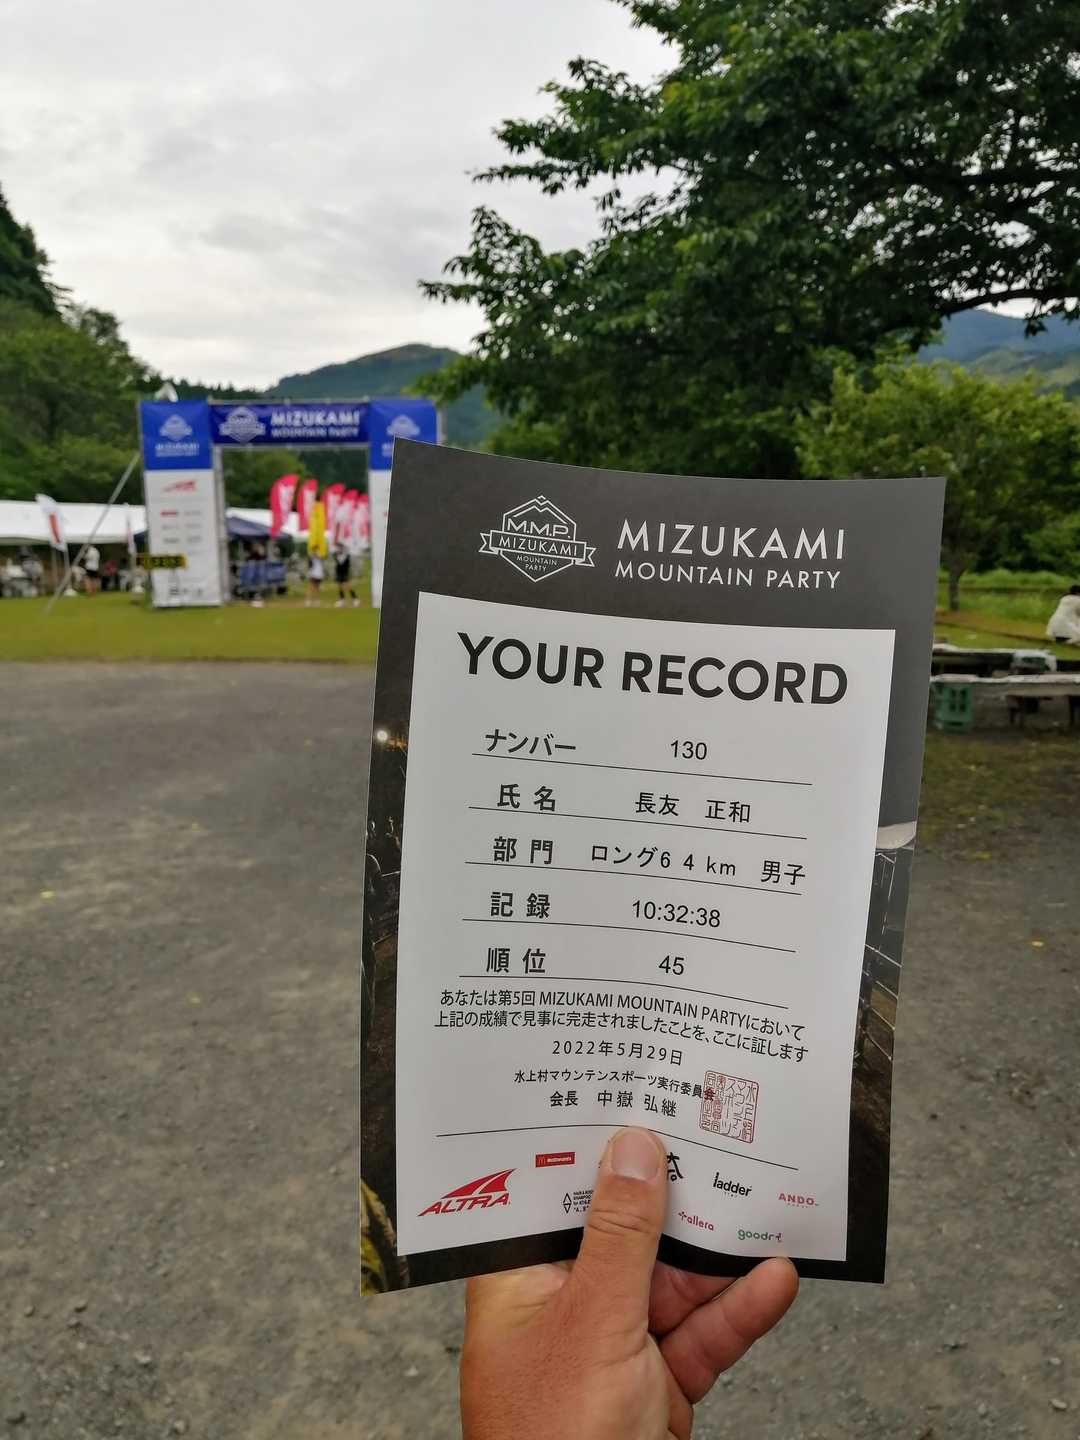 MIZUKAMI
MOUNTAIN PARTY
M.M.P.
MIZUKAMI
MOUNTAIN
PARTY
MIZUKAMI
MOUNTAIN PARTY
YOUR RECORD
ナンバー 130
氏名 長友 正和
部門 ロング64km 男子
記録 10:32:38
順位 45
あなたは第5回 MIZUKAMI MOUNTAIN PARTYにおいて
上記の成績で見事に完走されましたことを、ここに証します
2022年5月29日
水上村マウンテンスポーツ実行委員会
会長 中嶽 弘継
McDonald's
ALTRA
ladder
ANDO
allera
goodr